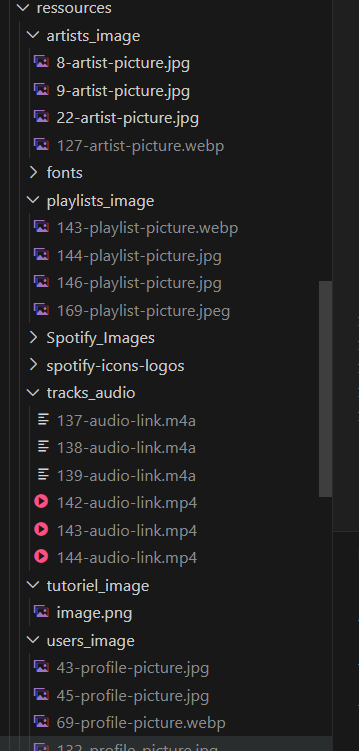 ressources
artists_image
8-artist-picture.jpg
9-artist-picture.jpg
22-artist-picture.jpg
127-artist-picture.webp
fonts
playlists_image
143-playlist-picture.webp
144-playlist-picture.jpg
146-playlist-picture.jpg
169-playlist-picture.jpeg
Spotify_Images
spotify-icons-logos
tracks_audio
137-audio-link.m4a
138-audio-link.m4a
139-audio-link.m4a
142-audio-link.mp4
143-audio-link.mp4
144-audio-link.mp4
tutoriel_image
image.png
users_image
43-profile-picture.jpg
45-profile-picture.jpg
69-profile-picture.webp
132-profile-picture.jpg